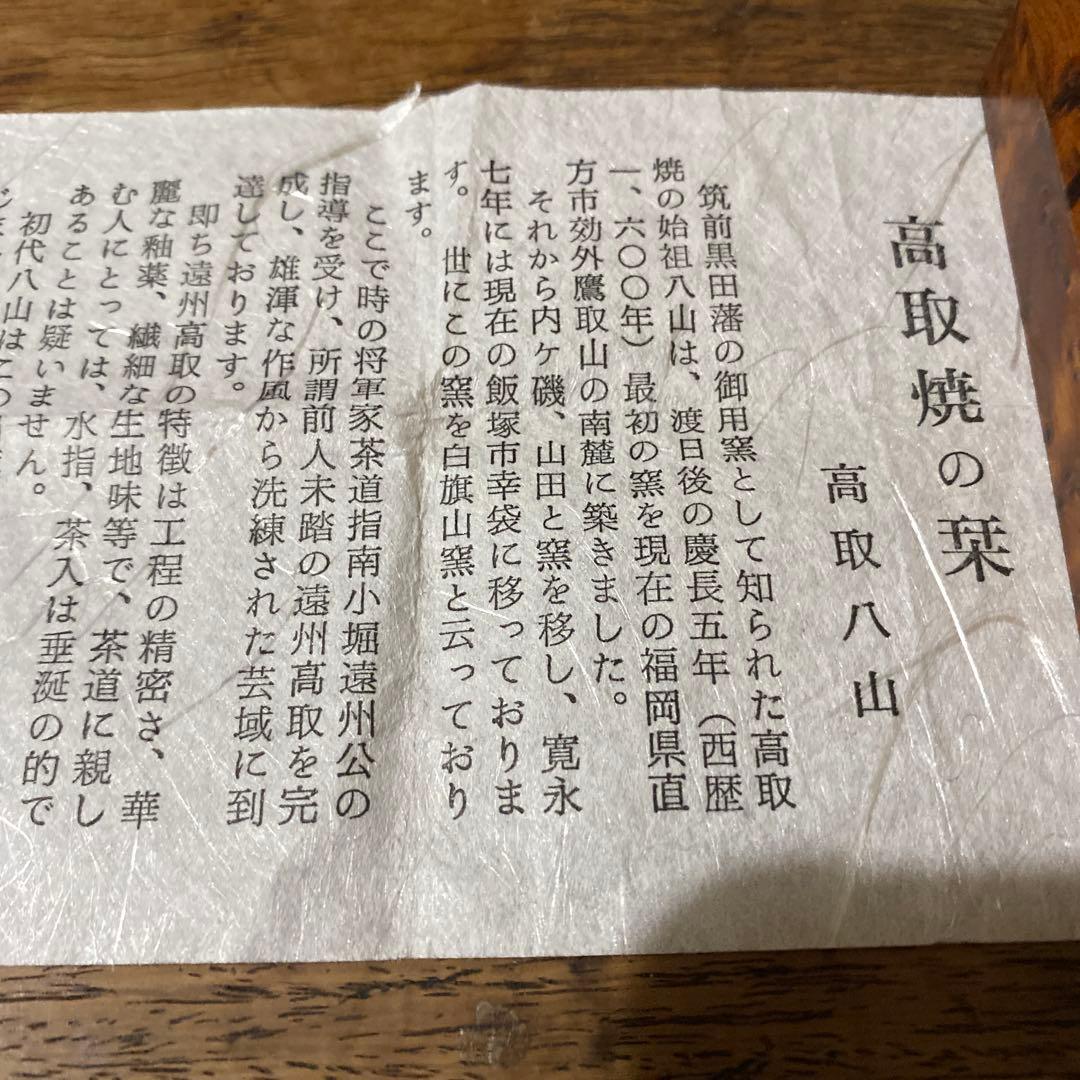 高取焼の栞
高取八山
筑前黒田藩の御用窯として知られた高取
焼の始祖八山は、渡日後の慶長五年（西歴
一、六〇〇年）最初の窯を現在の福岡県直
方市効外鷹取山の南麓に築きました。
それから内ケ磯、山田と窯を移し、寛永
七年には現在の飯塚市幸袋に移っておりま
す。　世にこの窯を白旗山窯と云っており
ます。
ここで時の将軍家茶道指南小堀遠州公の
指導を受け、所謂前人未踏の遠州高取を完
成し、雄渾な作風から洗練された芸域に到
達しております。
即ち遠州高取の特徴は工程の精密さ、華
麗な釉薬、繊細な生地味等で、茶道に親し
む人にとっては、水指、茶入は垂涎の的で
あることは疑いません。
初代八山はこの